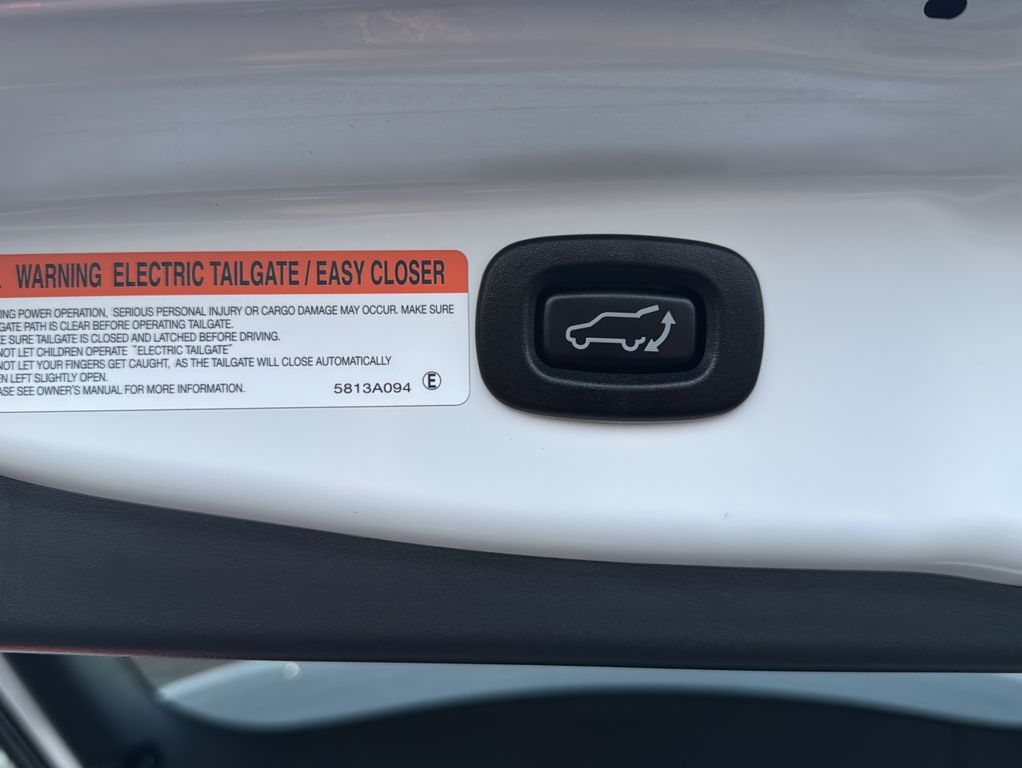 WARNING ELECTRIC TAILGATE / EASY CLOSER
ING POWER OPERATION, SERIOUS PERSONAL INJURY OR CARGO DAMAGE MAY OCCUR. MAKE SURE
GATE PATH IS CLEAR BEFORE OPERATING TAILGATE.
E SURE TAILGATE IS CLOSED AND LATCHED BEFORE DRIVING.
NOT LET CHILDREN OPERATE "ELECTRIC TAILGATE"
NOT LET YOUR FINGERS GET CAUGHT, AS THE TAILGATE WILL CLOSE AUTOMATICALLY
EN LEFT SLIGHTLY OPEN.
ASE SEE OWNER'S MANUAL FOR MORE INFORMATION.
5813A094 Ⓔ